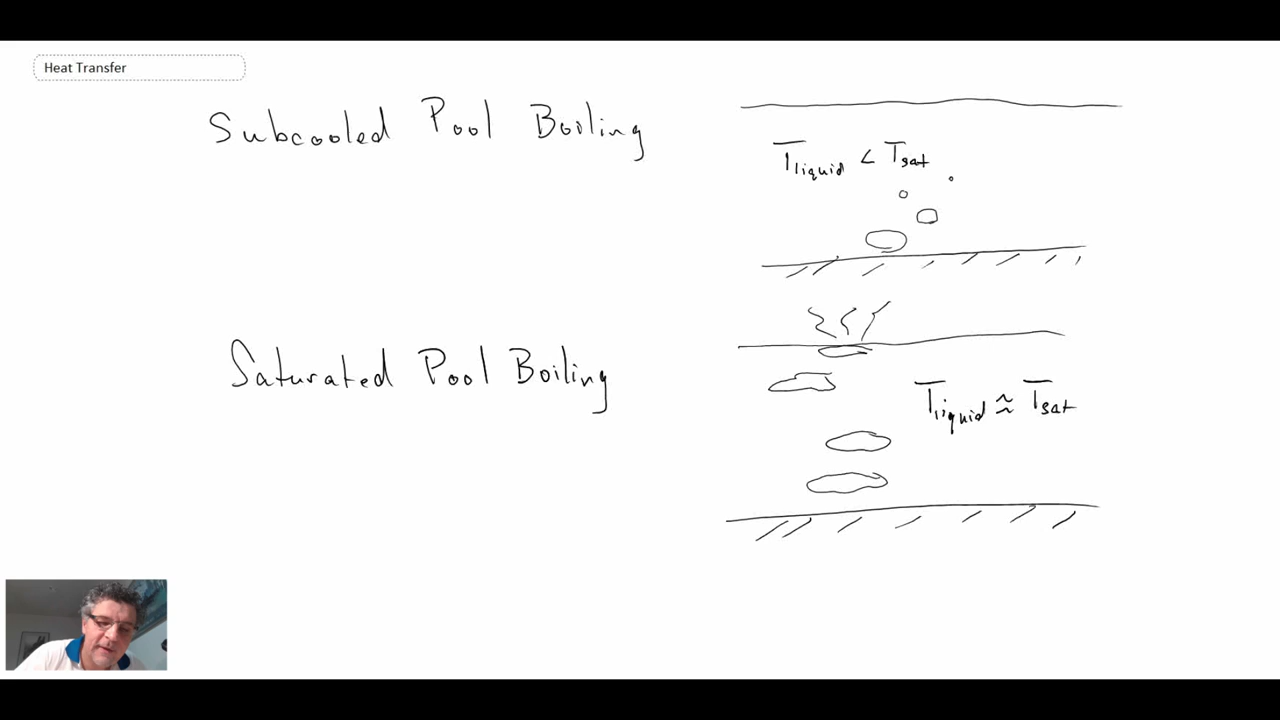 Heat Transfer
Subcooled Pool Boiling
Tliquid < Tsat
Saturated Pool Boiling
Tliquid ≈ Tsat